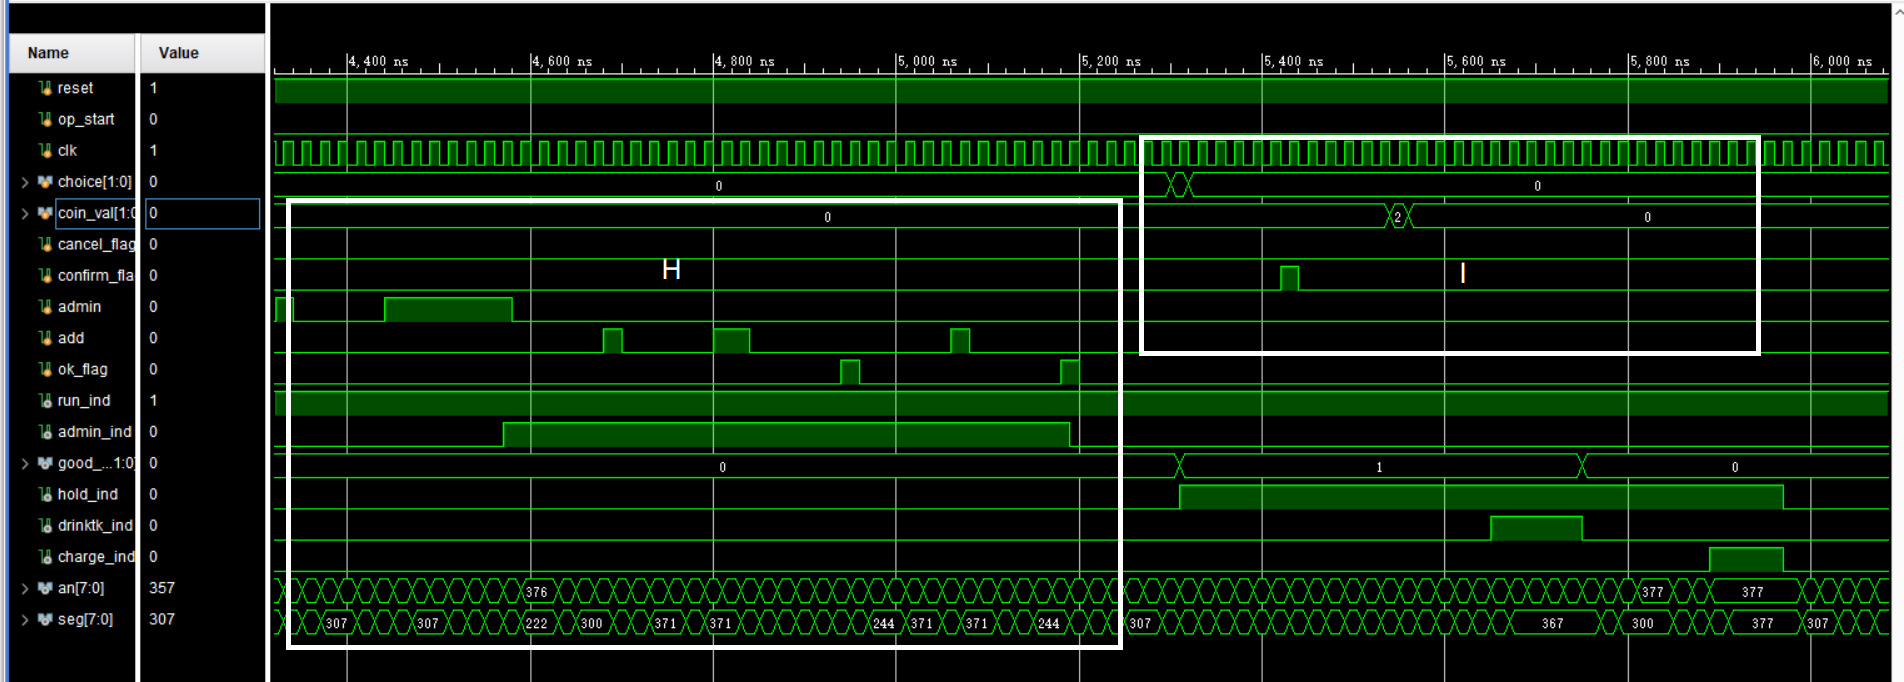 Name Value
4,400 ns 4,600 ns 4,800 ns 5,000 ns 5,200 ns 5,400 ns 5,600 ns 5,800 ns 6,000 ns
reset 1
op_start 0
clk 1
choice[1:0] 0 0 0
coin_val[1:0 0 0 2 0
cancel_flag 0
confirm_fla 0 H I
admin 0
add 0
ok_flag 0
run_ind 1
admin_ind 0
good_...1:0] 0 0 1 0
hold_ind 0
drinktk_ind 0
charge_ind 0
an[7:0] 357 376 377 377
seg[7:0] 307 307 307 222 300 371 371 244 371 371 244 307 367 300 377 307